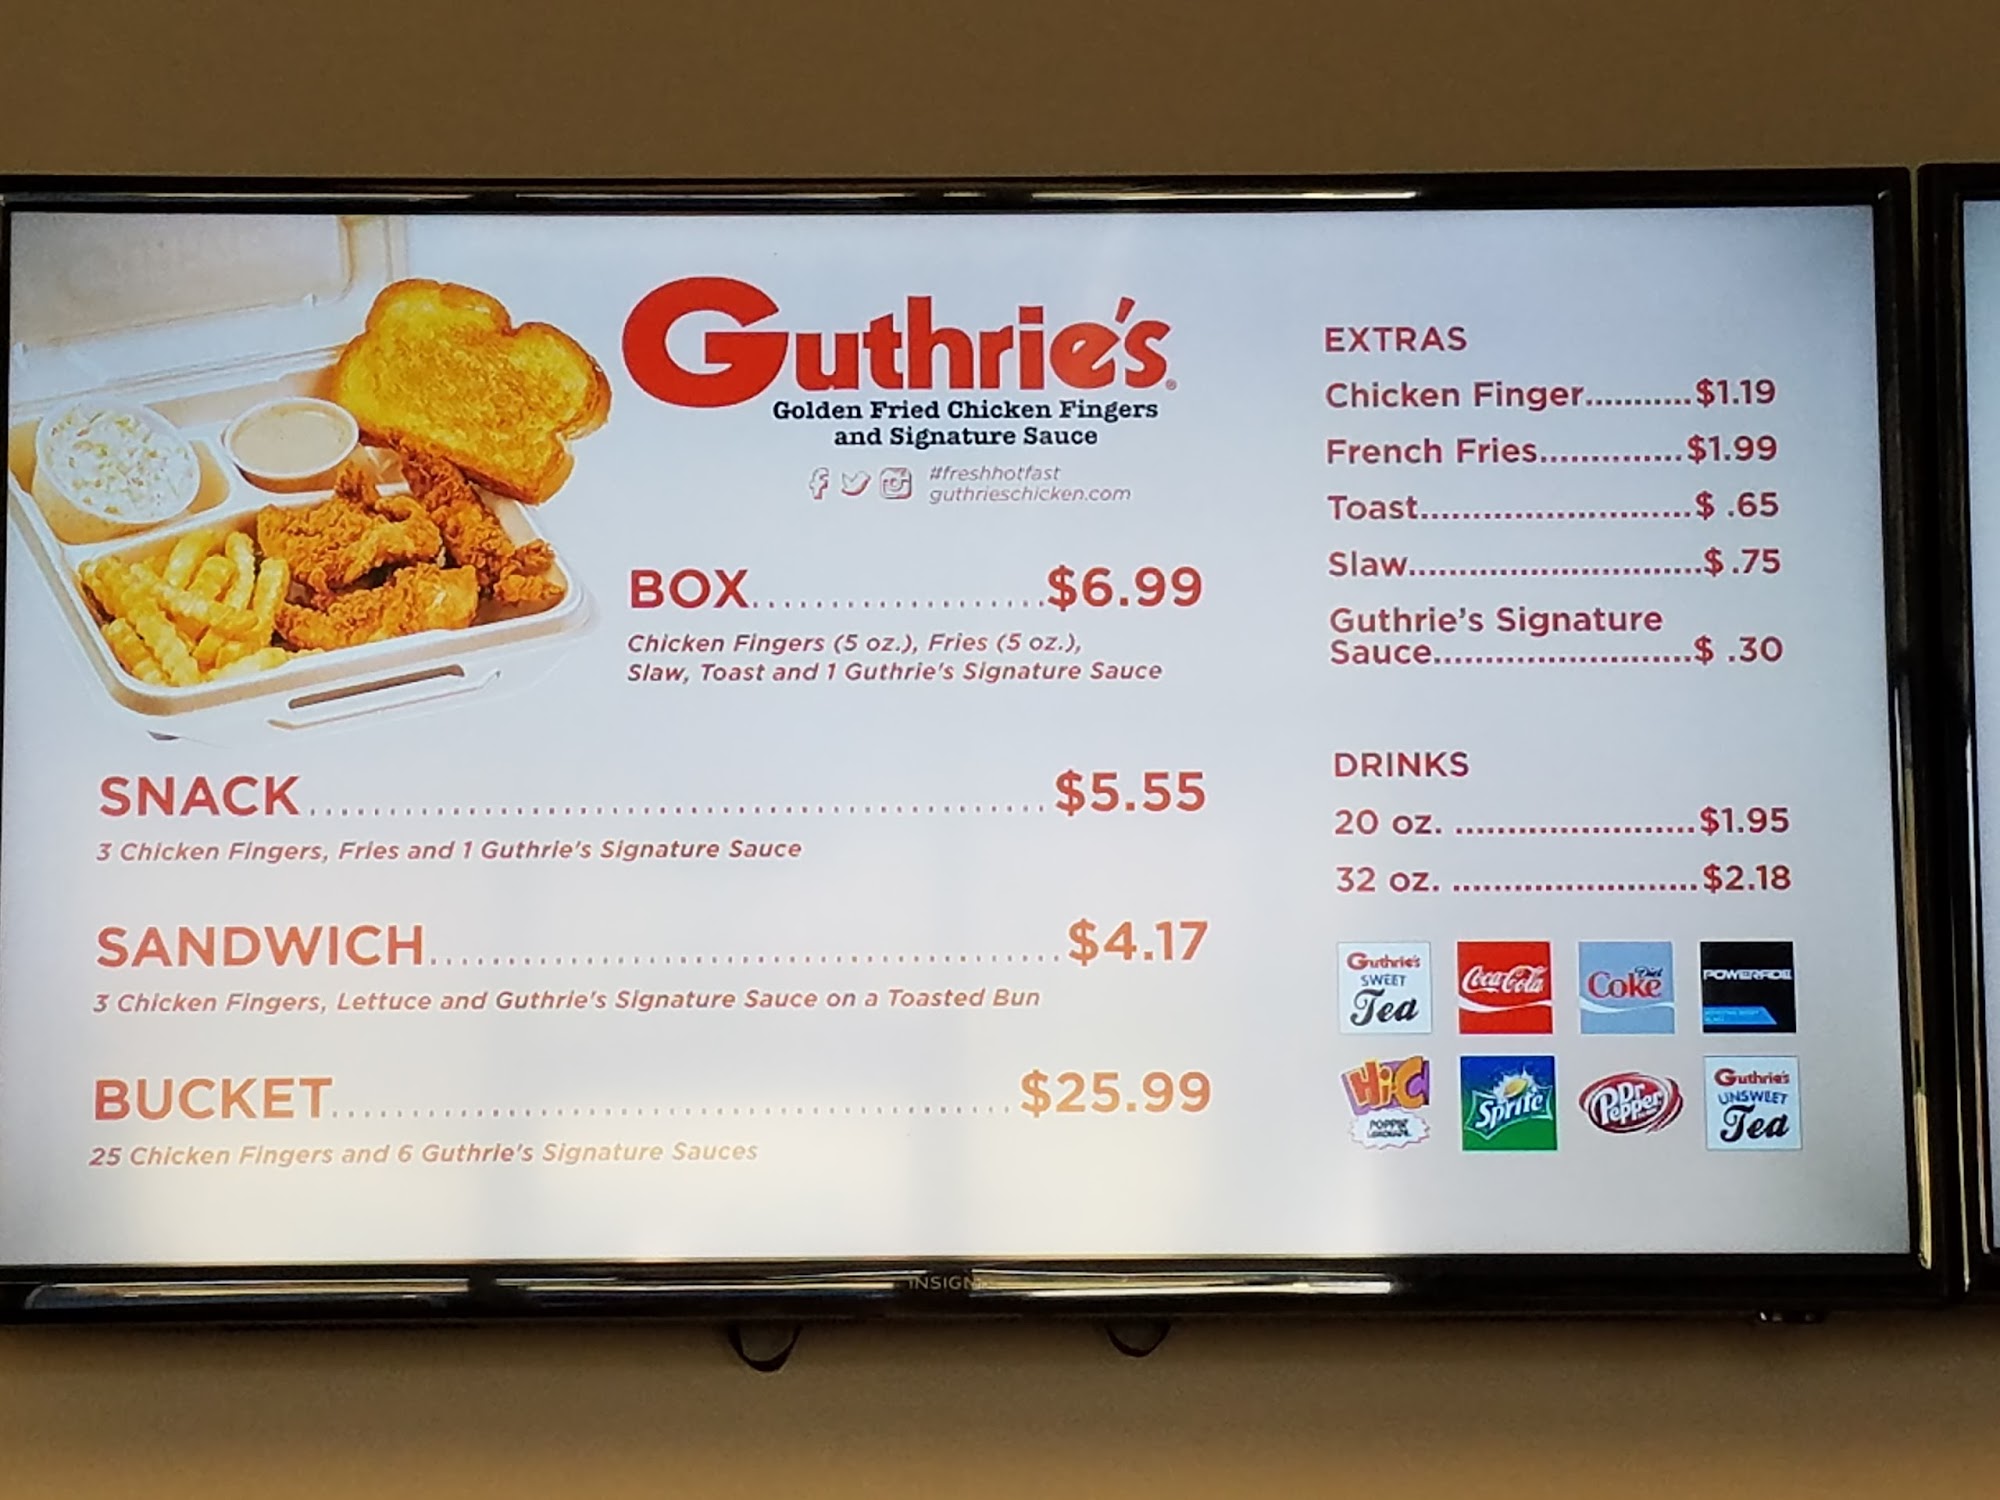 Guthrie's®
Golden Fried Chicken Fingers
and Signature Sauce
#freshhotfast
guthrieschicken.com
BOX....................$6.99
Chicken Fingers (5 oz.), Fries (5 oz.),
Slaw, Toast and 1 Guthrie's Signature Sauce
SNACK..................................................$5.55
3 Chicken Fingers, Fries and 1 Guthrie's Signature Sauce
SANDWICH..........................................$4.17
3 Chicken Fingers, Lettuce and Guthrie's Signature Sauce on a Toasted Bun
BUCKET..............................................$25.99
25 Chicken Fingers and 6 Guthrie's Signature Sauces
EXTRAS
Chicken Finger...........$1.19
French Fries...............$1.99
Toast...........................$ .65
Slaw.............................$ .75
Guthrie's Signature
Sauce..........................$ .30
DRINKS
20 oz. ........................$1.95
32 oz. .........................$2.18
Guthrie's
SWEET
Tea
Coca-Cola
Diet
Coke
POWERADE
Hi-C
POPPIN'
LEMONADE
Sprite
Dr
Pepper
Guthrie's
UNSWEET
Tea
INSIGN